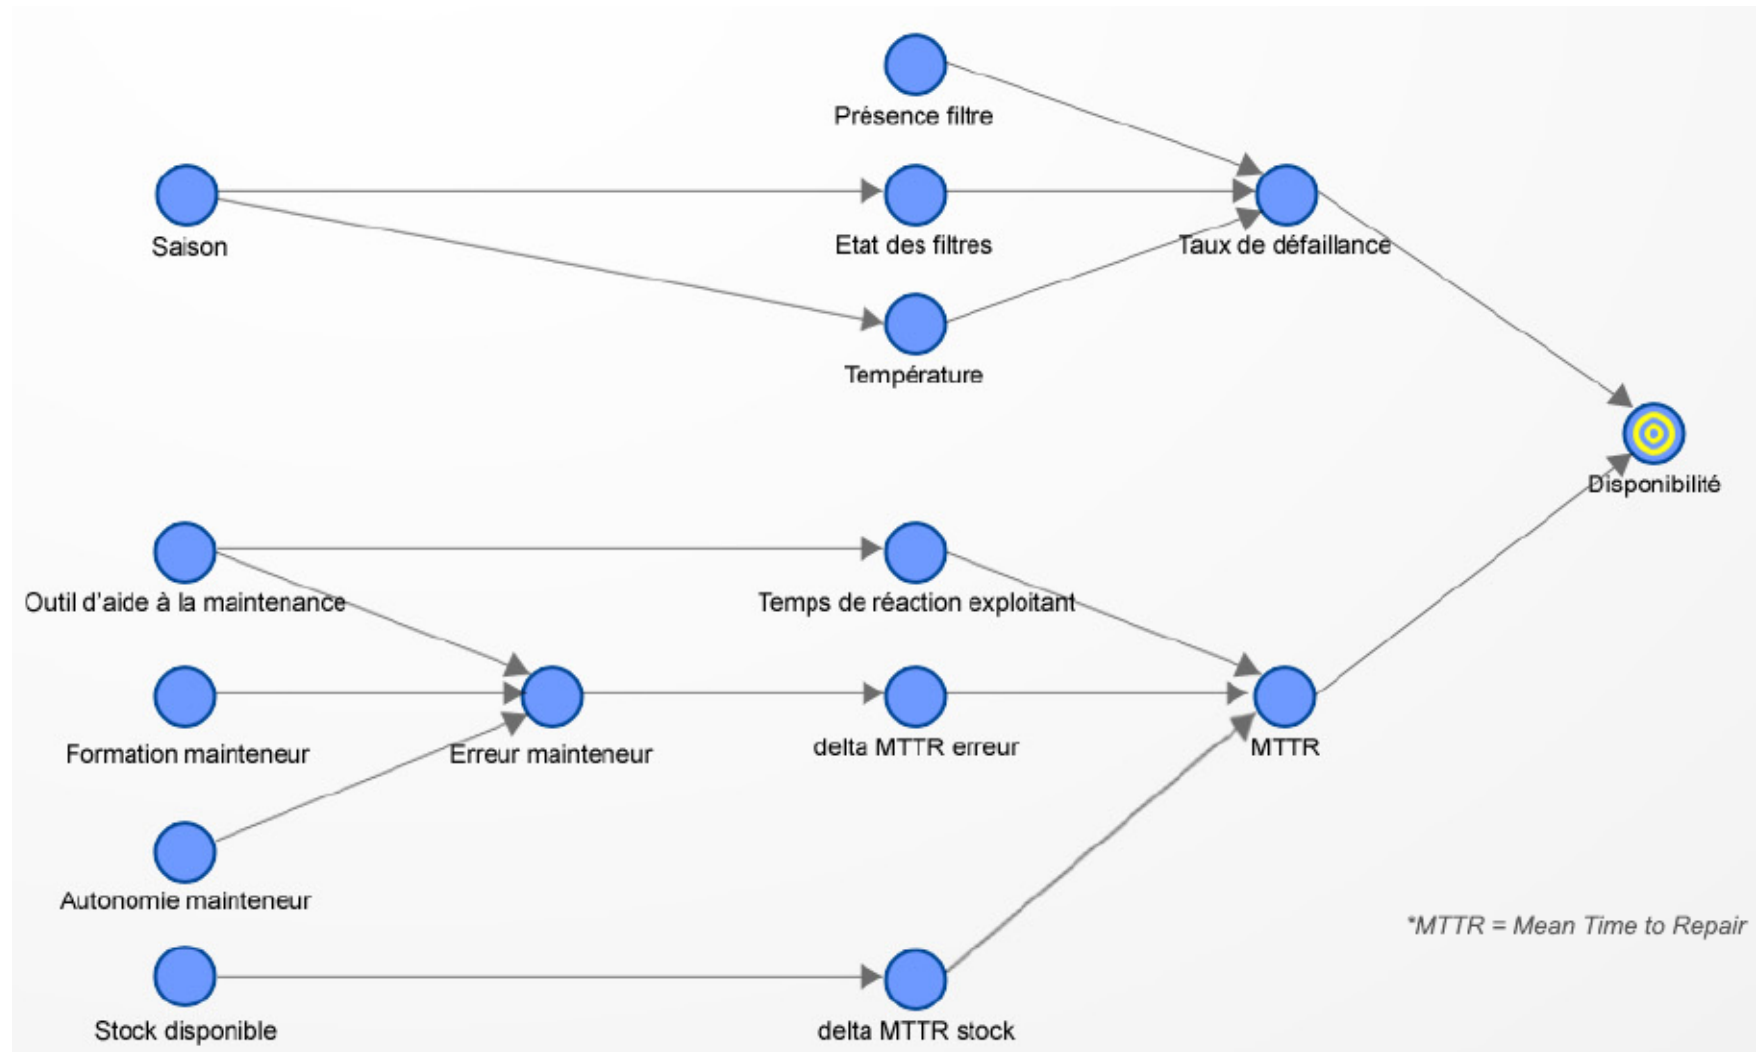 Présence filtre
Saison
Etat des filtres
Taux de défaillance
Température
Disponibilité
Outil d'aide à la maintenance
Temps de réaction exploitant
Formation mainteneur
Erreur mainteneur
delta MTTR erreur
MTTR
Autonomie mainteneur
*MTTR = Mean Time to Repair
Stock disponible
delta MTTR stock